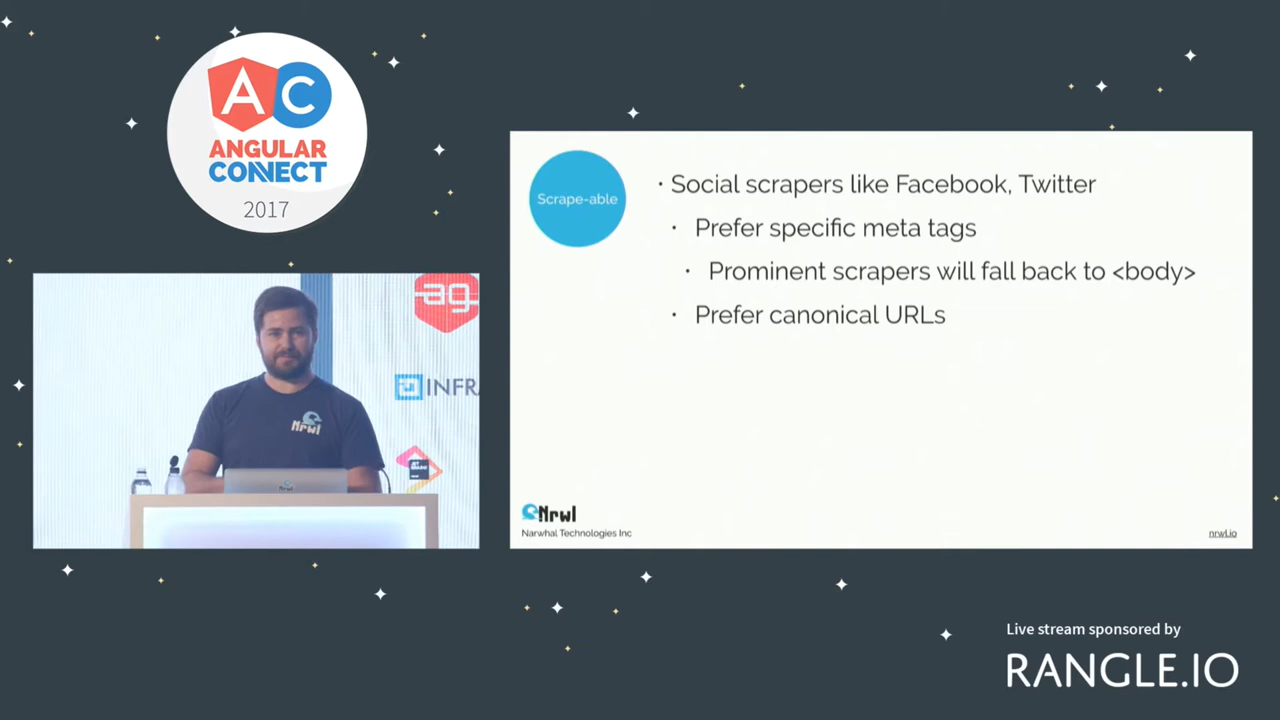 AC
ANGULAR
CONNECT
2017
Scrape-able
· Social scrapers like Facebook, Twitter
· Prefer specific meta tags
· Prominent scrapers will fall back to <body>
· Prefer canonical URLs
ag
INFRA
Nrwl
Nrwl
Narwhal Technologies Inc
nrwl.io
Live stream sponsored by
RANGLE.IO